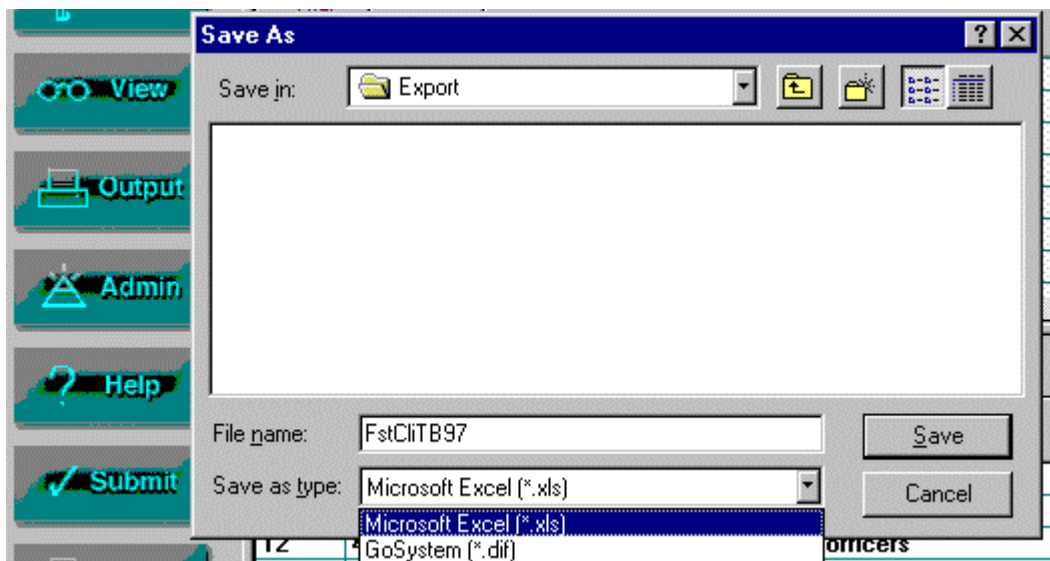 Save As
View
Save in:
Export
Output
Admin
Help
File name:
FstCliTB97
Save
Submit
Save as type:
Microsoft Excel (*.xls)
Cancel
Microsoft Excel (*.xls)
12
officers
GoSystem (*.dif)